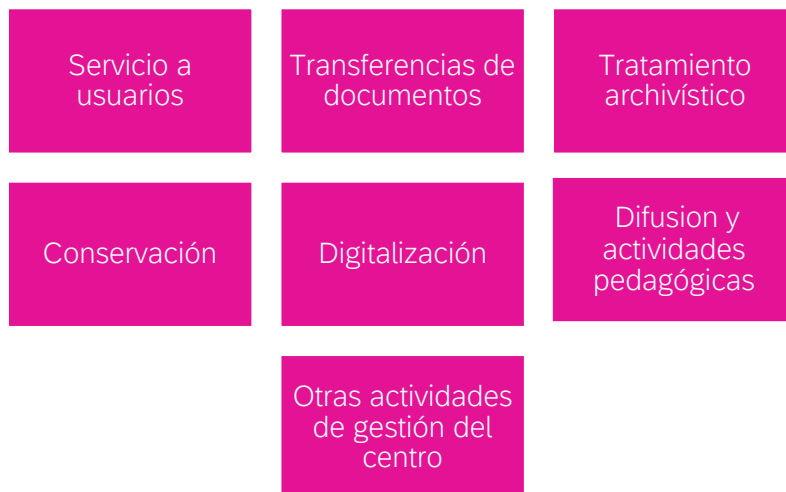 Servicio a
usuarios
Transferencias de
documentos
Tratamiento
archivístico
Conservación
Digitalización
Difusion y
actividades
pedagógicas
Otras actividades
de gestión del
centro